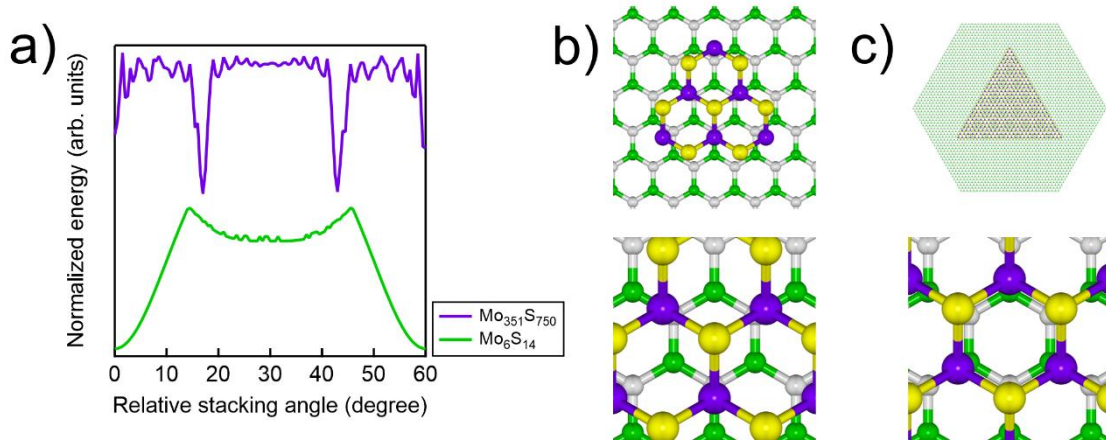 a)
b)
c)
Normalized energy (arb. units)
Mo₃₅₁S₇₅₀
Mo₆S₁₄
0 10 20 30 40 50 60
Relative stacking angle (degree)